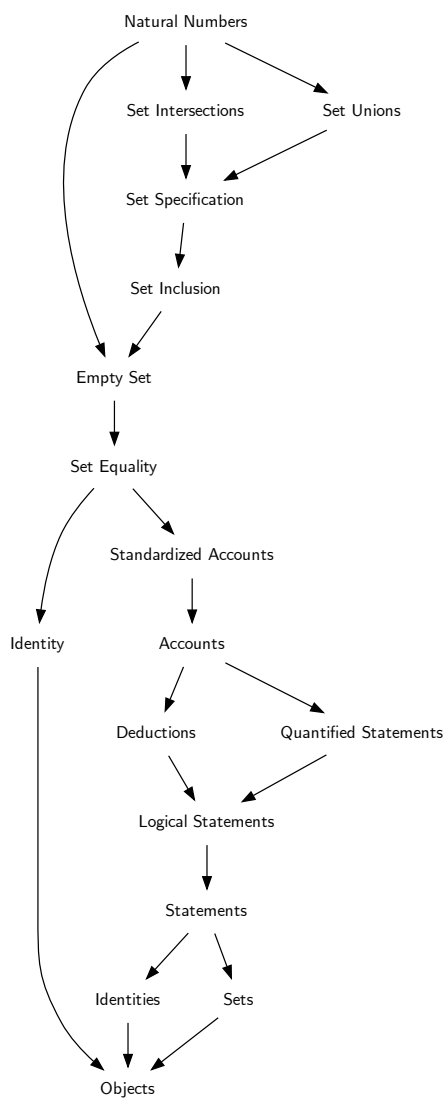 Natural Numbers
Set Intersections
Set Unions
Set Specification
Set Inclusion
Empty Set
Set Equality
Standardized Accounts
Identity
Accounts
Deductions
Quantified Statements
Logical Statements
Statements
Identities
Sets
Objects